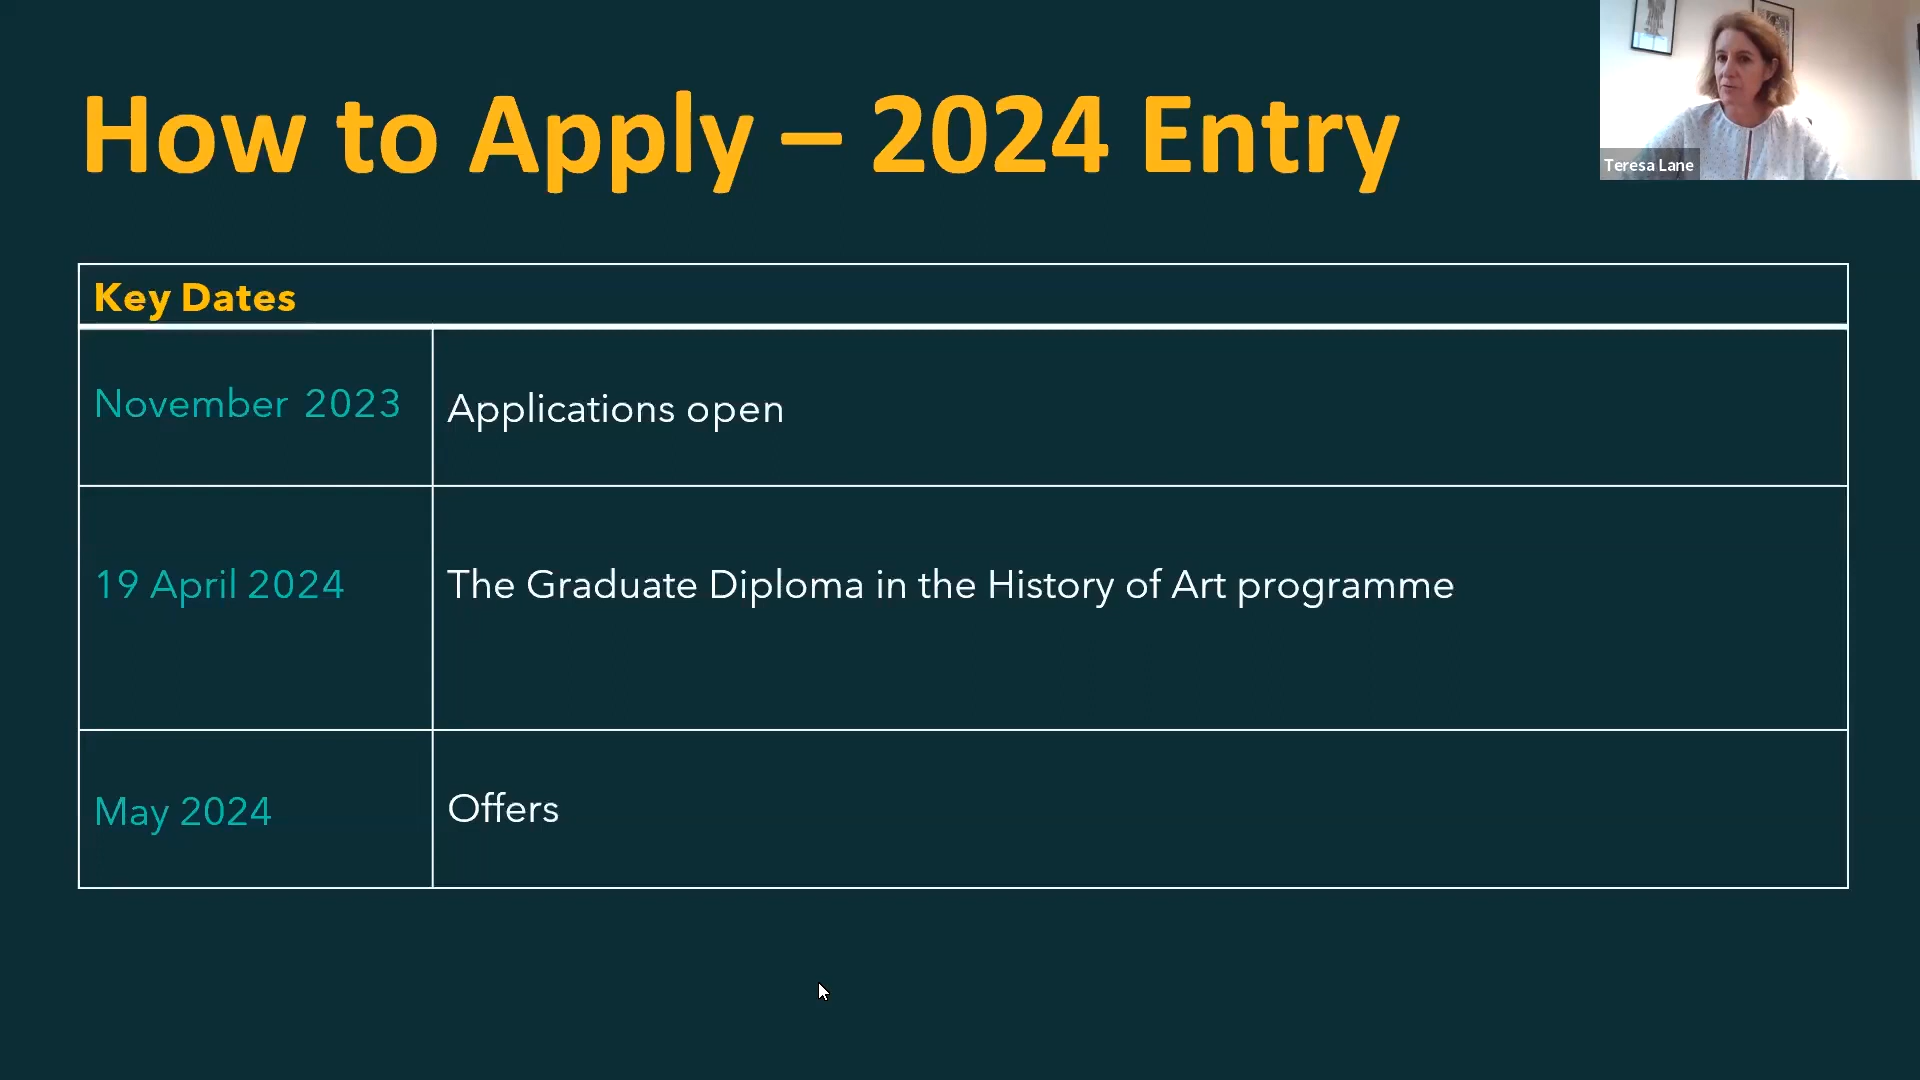 How to Apply – 2024 Entry
Teresa Lane
Key Dates
November 2023
Applications open
19 April 2024
The Graduate Diploma in the History of Art programme
May 2024
Offers